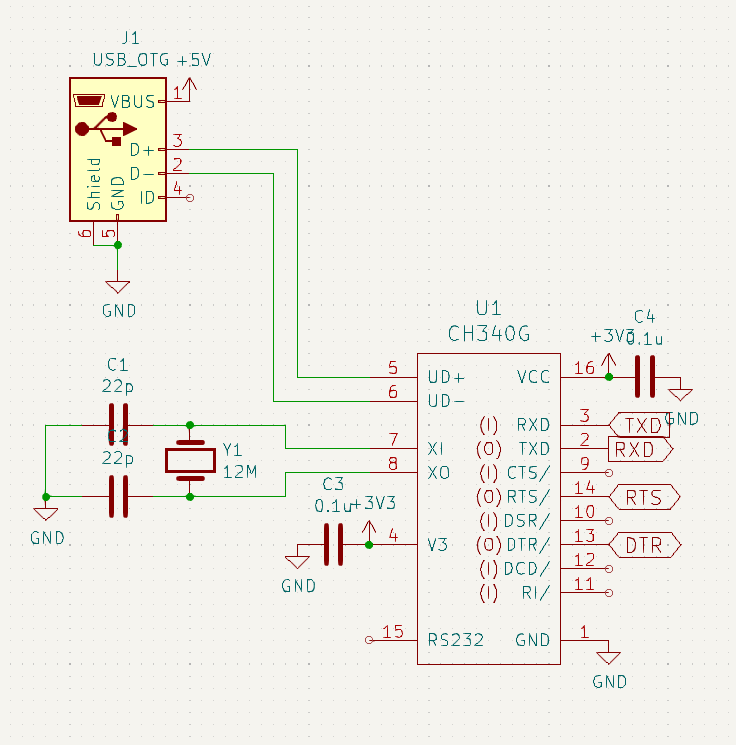 J1
USB_OTG +5V
VBUS 1
D+ 3
D- 2
ID 4
Shield
GND
6
5
GND
U1
CH340G
C4
0.1u
+3V3
5 UD+
VCC 16
GND
6 UD-
C1
22p
(I) RXD 3 TXD
C2
22p
Y1
12M
7 XI
(O) TXD 2 RXD
8 XO
(I) CTS/ 9
GND
C3
0.1u
+3V3
(O) RTS/ 14 RTS
(I) DSR/ 10
4 V3
(O) DTR/ 13 DTR
GND
(I) DCD/ 12
(I) RI/ 11
15 RS232
GND 1
GND